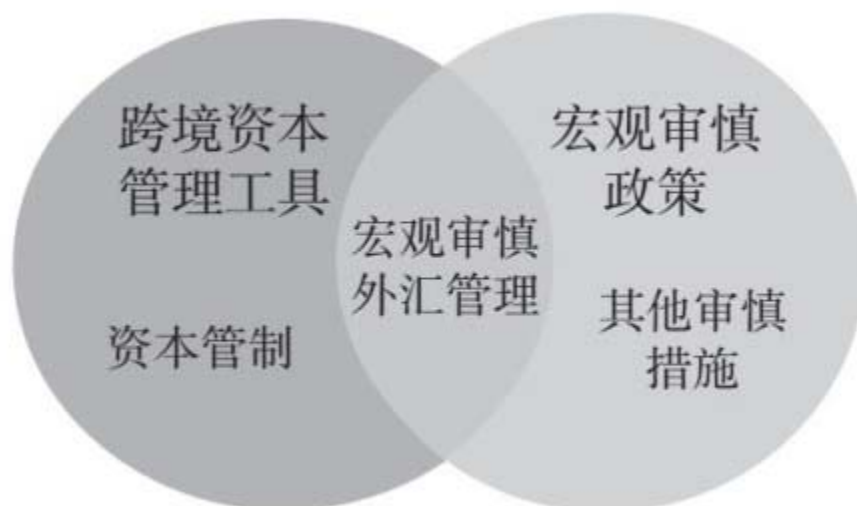 跨境资本
管理工具
资本管制
宏观审慎
外汇管理
宏观审慎
政策
其他审慎
措施